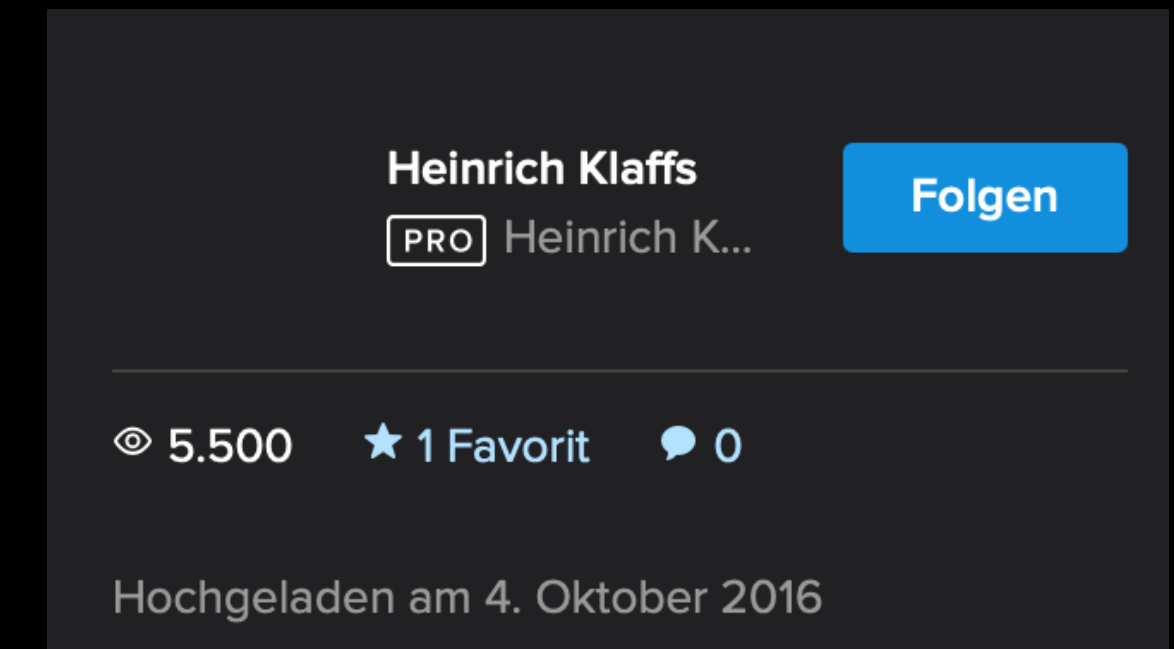 Heinrich Klaffs
PRO Heinrich K...
Folgen
5.500 1 Favorit 0
Hochgeladen am 4. Oktober 2016